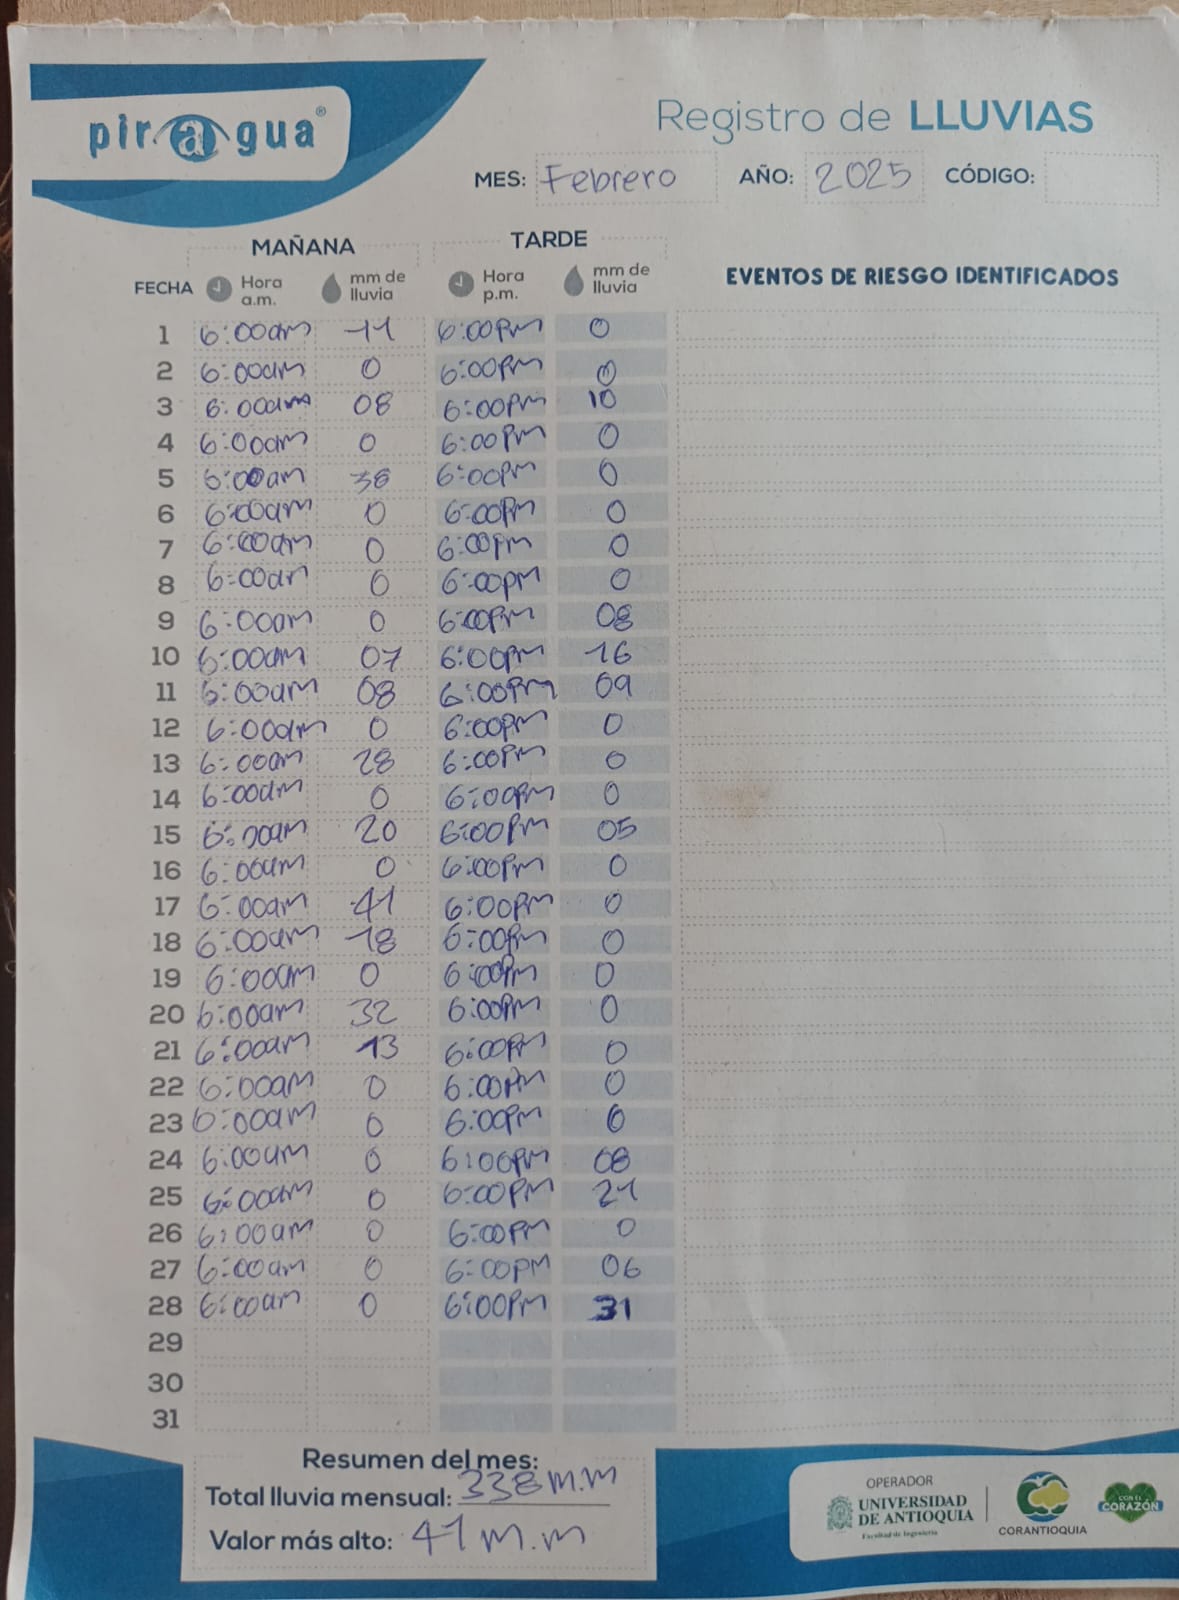 piragua®
Registro de LLUVIAS
MES: Febrero AÑO: 2025 CÓDIGO:
MAÑANA TARDE
FECHA Hora a.m. mm de lluvia Hora p.m. mm de lluvia EVENTOS DE RIESGO IDENTIFICADOS
1 6:00am 11 6:00pm 0
2 6:00am 0 6:00pm 0
3 6:00am 08 6:00pm 10
4 6:00am 0 6:00pm 0
5 6:00am 38 6:00pm 0
6 6:00am 0 6:00pm 0
7 6:00am 0 6:00pm 0
8 6:00am 0 6:00pm 0
9 6:00am 0 6:00pm 08
10 6:00am 07 6:00pm 16
11 6:00am 08 6:00pm 09
12 6:00am 0 6:00pm 0
13 6:00am 28 6:00pm 0
14 6:00am 0 6:00pm 0
15 6:00am 20 6:00pm 05
16 6:00am 0 6:00pm 0
17 6:00am 41 6:00pm 0
18 6:00am 18 6:00pm 0
19 6:00am 0 6:00pm 0
20 6:00am 32 6:00pm 0
21 6:00am 13 6:00pm 0
22 6:00am 0 6:00pm 0
23 6:00am 0 6:00pm 0
24 6:00am 0 6:00pm 08
25 6:00am 0 6:00pm 21
26 6:00am 0 6:00pm 0
27 6:00am 0 6:00pm 06
28 6:00am 0 6:00pm 31
29
30
31
Resumen del mes:
Total lluvia mensual: 338 m.m
Valor más alto: 41 m.m
OPERADOR
UNIVERSIDAD
DE ANTIOQUIA
Facultad de Ingeniería
CORANTIOQUIA
CON EL
CORAZÓN